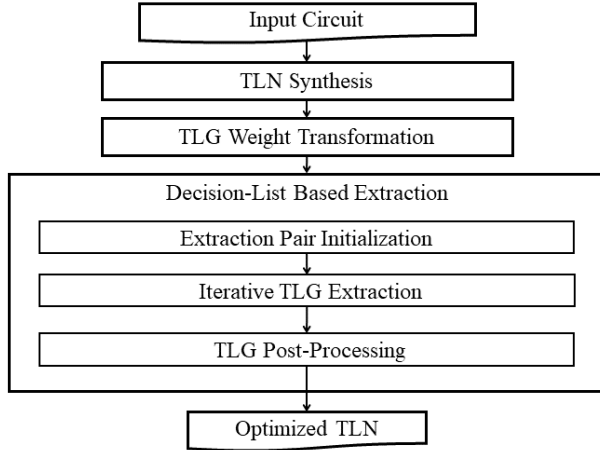 Input Circuit
TLN Synthesis
TLG Weight Transformation
Decision-List Based Extraction
Extraction Pair Initialization
Iterative TLG Extraction
TLG Post-Processing
Optimized TLN